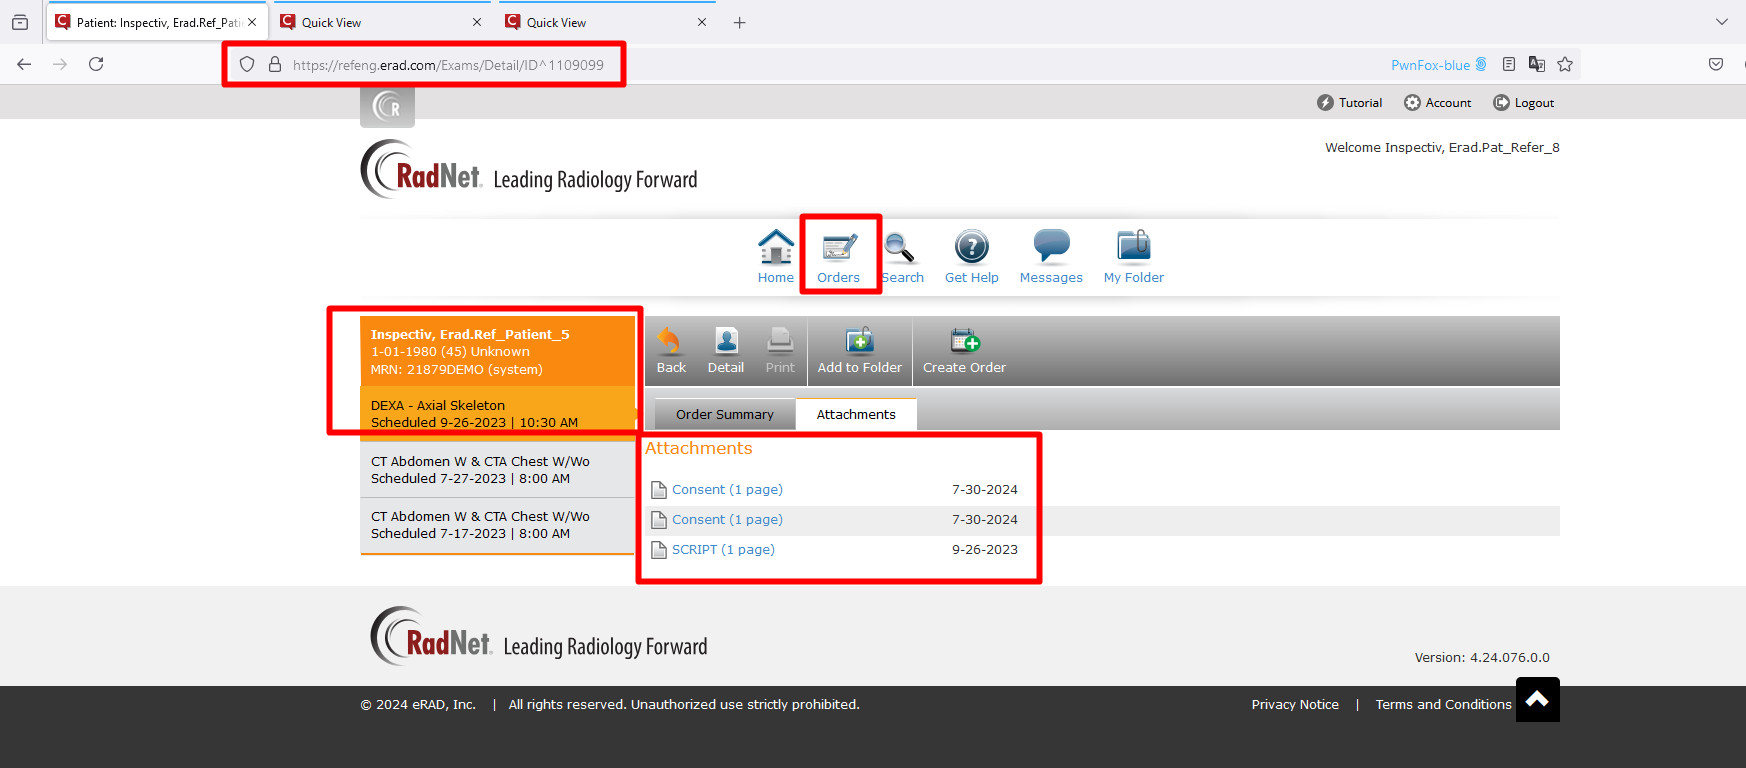 Patient: Inspectiv, Erad.Ref_Pati
Quick View
Quick View
https://refeng.erad.com/Exams/Detail/ID^1109099
PwnFox-blue
R
Tutorial
Account
Logout
Welcome Inspectiv, Erad.Pat_Refer_8
RadNet. Leading Radiology Forward
Home
Orders
Search
Get Help
Messages
My Folder
Inspectiv, Erad.Ref_Patient_5
1-01-1980 (45) Unknown
MRN: 21879DEMO (system)
DEXA - Axial Skeleton
Scheduled 9-26-2023 | 10:30 AM
CT Abdomen W & CTA Chest W/Wo
Scheduled 7-27-2023 | 8:00 AM
CT Abdomen W & CTA Chest W/Wo
Scheduled 7-17-2023 | 8:00 AM
Back
Detail
Print
Add to Folder
Create Order
Order Summary
Attachments
Attachments
Consent (1 page) 7-30-2024
Consent (1 page) 7-30-2024
SCRIPT (1 page) 9-26-2023
RadNet. Leading Radiology Forward
Version: 4.24.076.0.0
© 2024 eRAD, Inc. | All rights reserved. Unauthorized use strictly prohibited.
Privacy Notice | Terms and Conditions